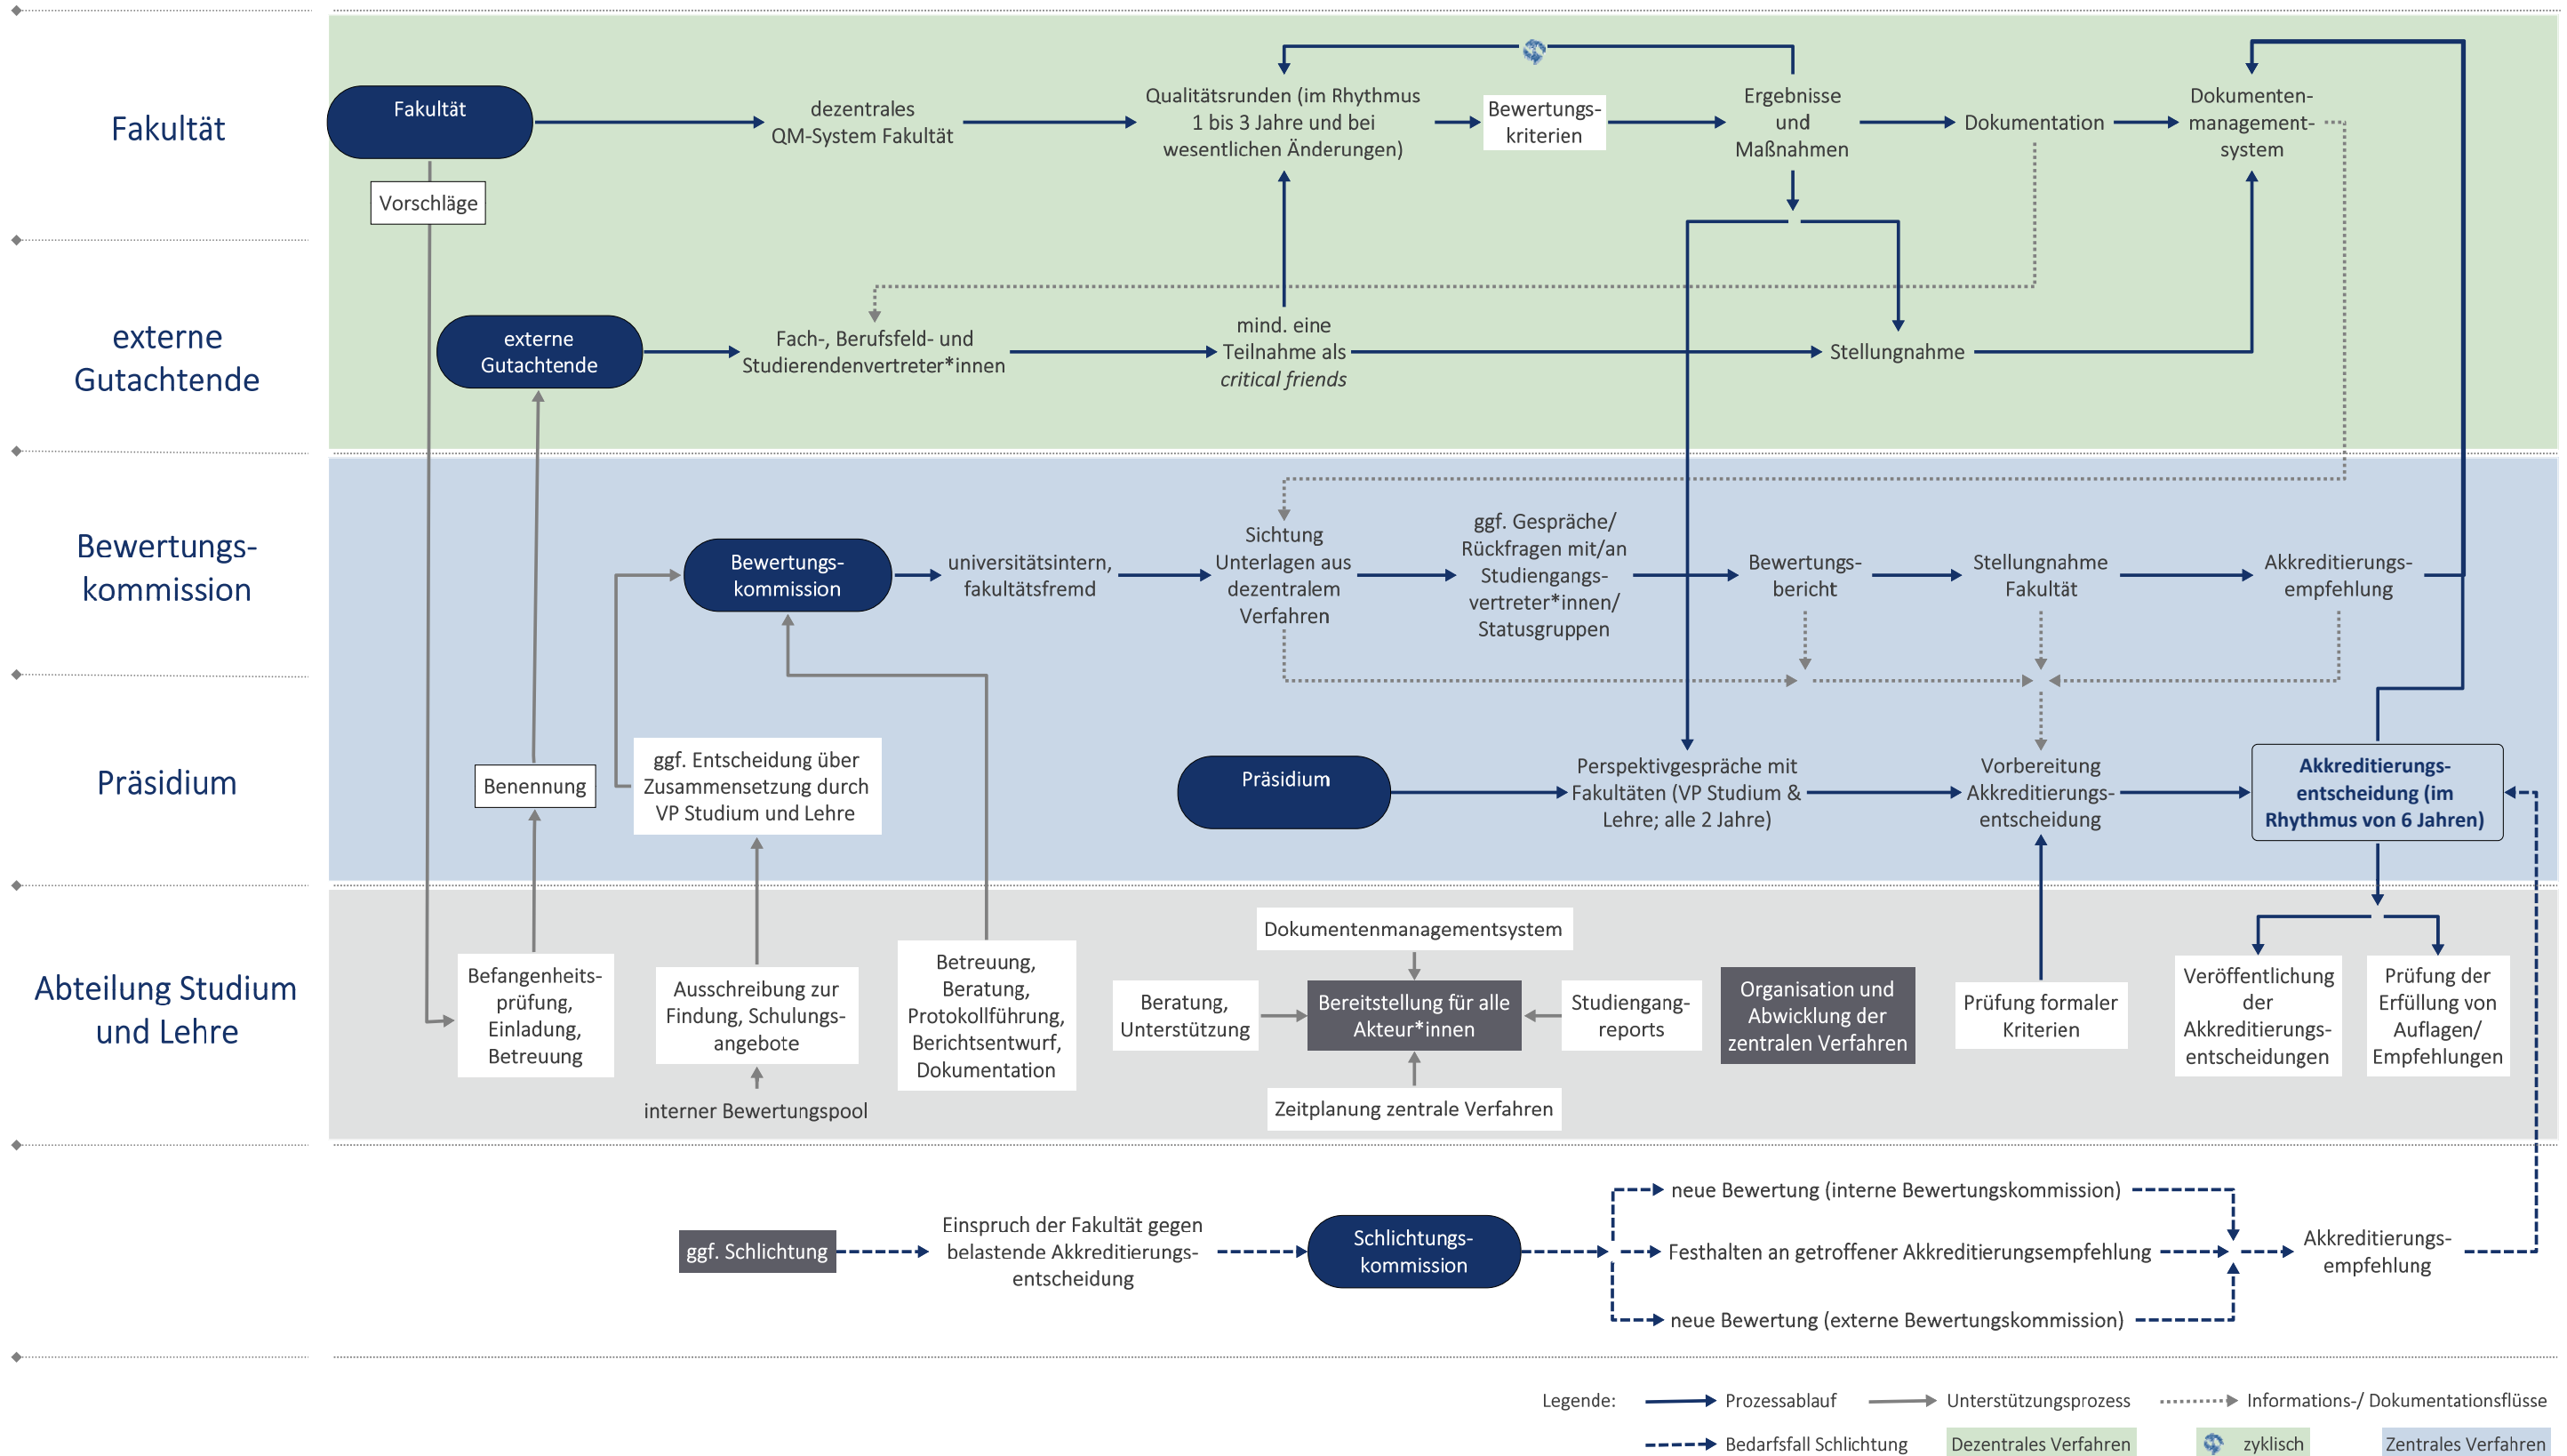 Fakultät
Fakultät
dezentrales
QM-System Fakultät
Qualitätsrunden (im Rhythmus
1 bis 3 Jahre und bei
wesentlichen Änderungen)
Bewertungs-
kriterien
Ergebnisse
und
Maßnahmen
Dokumentation
Dokumenten-
management-
system
Vorschläge
externe
Gutachtende
externe
Gutachtende
Fach-, Berufsfeld- und
Studierendenvertreter*innen
mind. eine
Teilnahme als
critical friends
Stellungnahme
Bewertungs-
kommission
Bewertungs-
kommission
universitätsintern,
fakultätsfremd
Sichtung
Unterlagen aus
dezentralem
Verfahren
ggf. Gespräche/
Rückfragen mit/an
Studiengangs-
vertreter*innen/
Statusgruppen
Bewertungs-
bericht
Stellungnahme
Fakultät
Akkreditierungs-
empfehlung
Präsidium
Benennung
ggf. Entscheidung über
Zusammensetzung durch
VP Studium und Lehre
Präsidium
Perspektivgespräche mit
Fakultäten (VP Studium &
Lehre; alle 2 Jahre)
Vorbereitung
Akkreditierungs-
entscheidung
Akkreditierungs-
entscheidung (im
Rhythmus von 6 Jahren)
Abteilung Studium
und Lehre
Befangenheits-
prüfung,
Einladung,
Betreuung
Ausschreibung zur
Findung, Schulungs-
angebote
interner Bewertungspool
Betreuung,
Beratung,
Protokollführung,
Berichtsentwurf,
Dokumentation
Dokumentenmanagementsystem
Beratung,
Unterstützung
Bereitstellung für alle
Akteur*innen
Studiengang-
reports
Zeitplanung zentrale Verfahren
Organisation und
Abwicklung der
zentralen Verfahren
Prüfung formaler
Kriterien
Veröffentlichung
der
Akkreditierungs-
entscheidungen
Prüfung der
Erfüllung von
Auflagen/
Empfehlungen
ggf. Schlichtung
Einspruch der Fakultät gegen
belastende Akkreditierungs-
entscheidung
Schlichtungs-
kommission
neue Bewertung (interne Bewertungskommission)
Festhalten an getroffener Akkreditierungsempfehlung
neue Bewertung (externe Bewertungskommission)
Akkreditierungs-
empfehlung
Legende:
Prozessablauf
Unterstützungsprozess
Informations-/ Dokumentationsflüsse
Bedarfsfall Schlichtung
Dezentrales Verfahren
zyklisch
Zentrales Verfahren